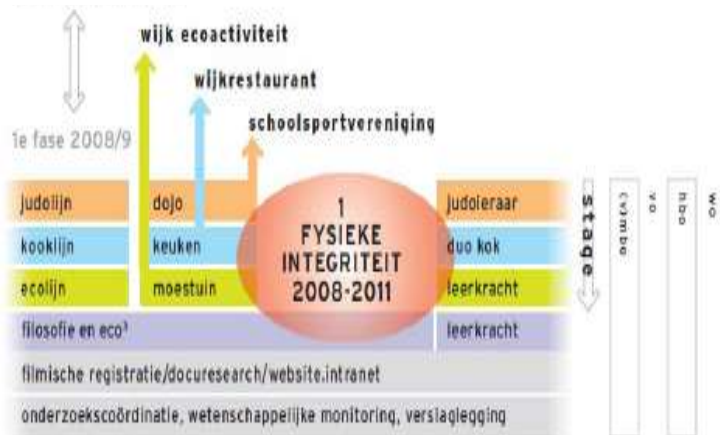 wijk ecoactiviteit
wijkrestaurant
schoolsportvereniging
1e fase 2008/9
judolijn dojo judoleraar
kooklijn keuken duo kok
ecolijn moestuin leerkracht
1
FYSIEKE
INTEGRITEIT
2008-2011
filosofie en eco³ leerkracht
filmische registratie/docuresearch/website.intranet
onderzoekscoördinatie, wetenschappelijke monitoring, verslaglegging
stage
(v)mbo
vo
hbo
wo